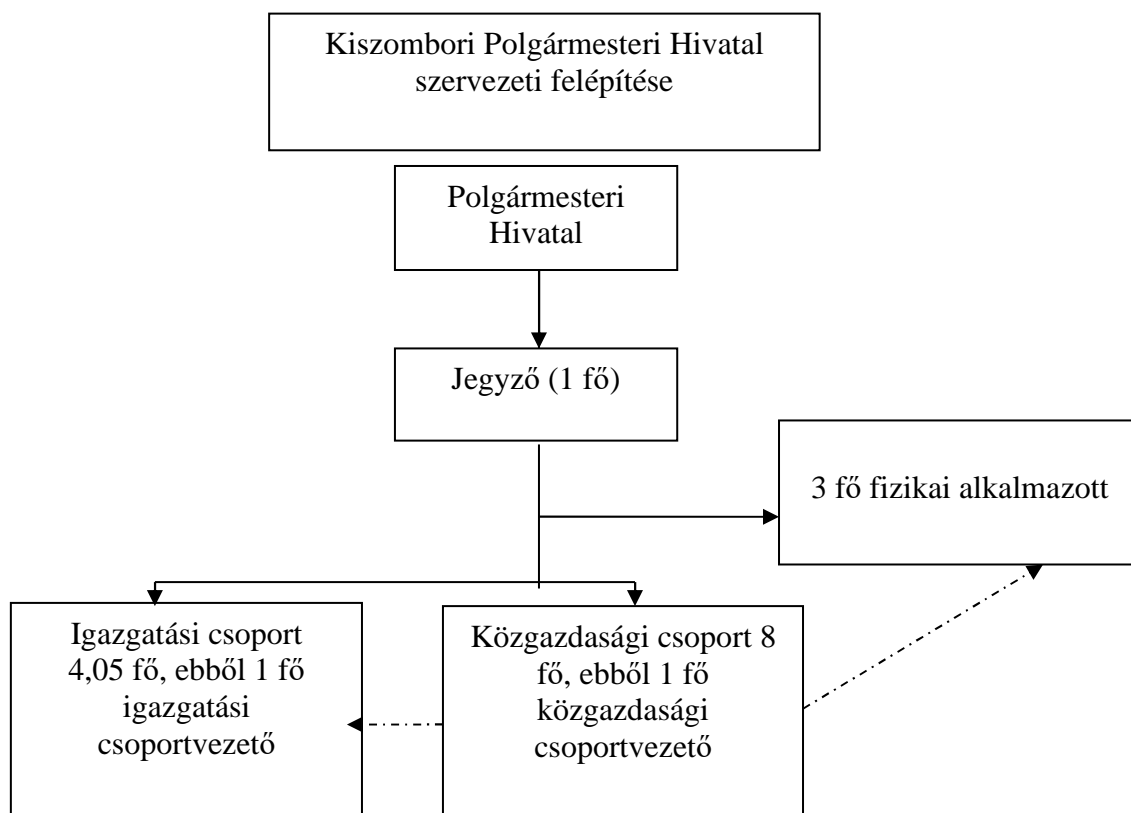 Kiszombori Polgármesteri Hivatal
szervezeti felépítése
Polgármesteri
Hivatal
Jegyző (1 fő)
3 fő fizikai alkalmazott
Igazgatási csoport
4,05 fő, ebből 1 fő
igazgatási
csoportvezető
Közgazdasági csoport 8
fő, ebből 1 fő
közgazdasági
csoportvezető